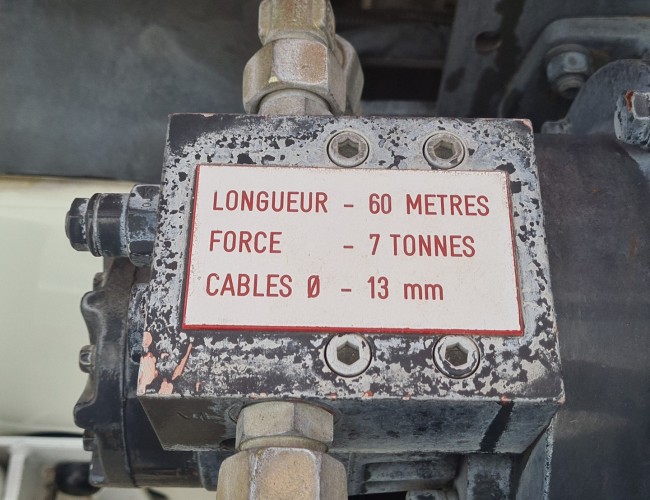 LONGUEUR - 60 METRES
FORCE - 7 TONNES
CABLES Ø - 13 mm